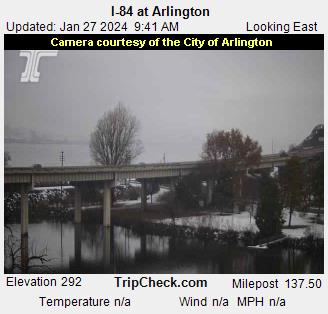 I-84 at Arlington
Updated: Jan 27 2024 9:41 AM Looking East
Camera courtesy of the City of Arlington
Elevation 292 TripCheck.com Milepost 137.50
Temperature n/a Wind n/a MPH n/a